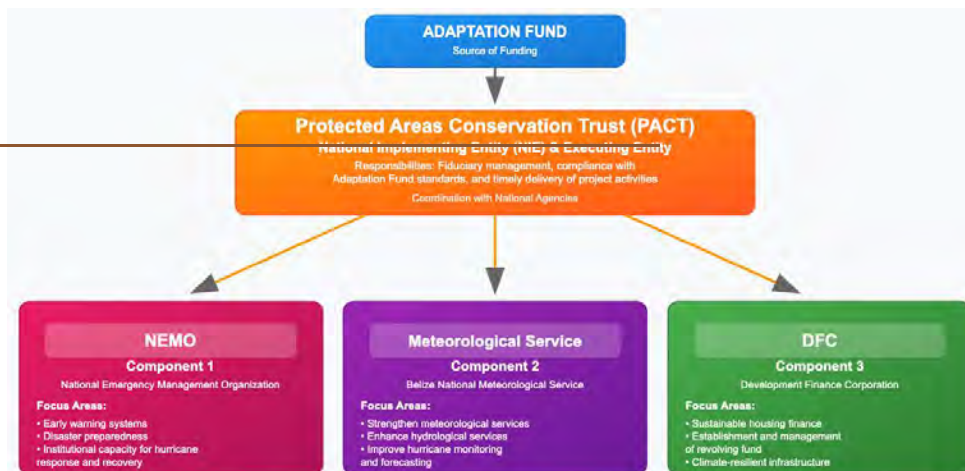 ADAPTATION FUND
Source of Funding
Protected Areas Conservation Trust (PACT)
National Implementing Entity (NIE) & Executing Entity
Responsibilities: Fiduciary management, compliance with
Adaptation Fund standards, and timely delivery of project activities
Coordination with National Agencies
NEMO
Component 1
National Emergency Management Organization
Focus Areas:
• Early warning systems
• Disaster preparedness
• Institutional capacity for hurricane
response and recovery
Meteorological Service
Component 2
Belize National Meteorological Service
Focus Areas:
• Strengthen meteorological services
• Enhance hydrological services
• Improve hurricane monitoring
and forecasting
DFC
Component 3
Development Finance Corporation
Focus Areas:
• Sustainable housing finance
• Establishment and management
of revolving fund
• Climate-resilient infrastructure